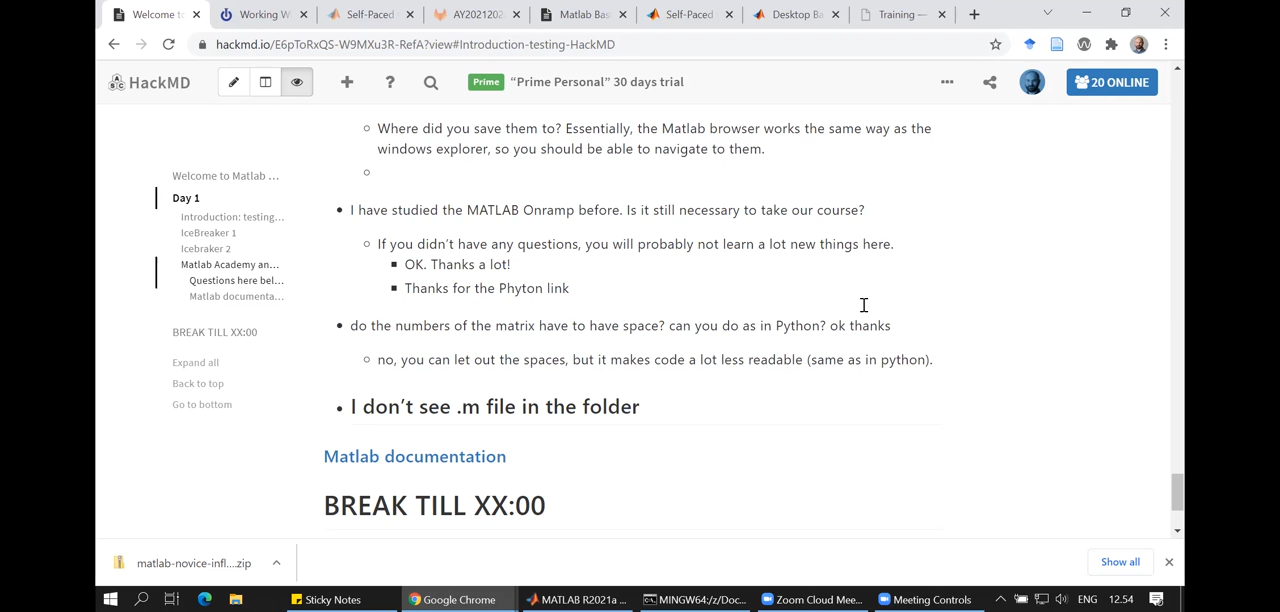 Welcome to
Working W
Self-Paced
AY2021202
Matlab Bas
Self-Paced
Desktop Ba
Training —
hackmd.io/E6pToRxQS-W9MXu3R-RefA?view#Introduction-testing-HackMD
HackMD
Prime
“Prime Personal” 30 days trial
20 ONLINE
Welcome to Matlab ...
Day 1
Introduction: testing...
IceBreaker 1
Icebraker 2
Matlab Academy an...
Questions here bel...
Matlab documenta...
BREAK TILL XX:00
Expand all
Back to top
Go to bottom
Where did you save them to? Essentially, the Matlab browser works the same way as the
windows explorer, so you should be able to navigate to them.
I have studied the MATLAB Onramp before. Is it still necessary to take our course?
If you didn’t have any questions, you will probably not learn a lot new things here.
OK. Thanks a lot!
Thanks for the Phyton link
do the numbers of the matrix have to have space? can you do as in Python? ok thanks
no, you can let out the spaces, but it makes code a lot less readable (same as in python).
I don’t see .m file in the folder
Matlab documentation
BREAK TILL XX:00
matlab-novice-infl....zip
Show all
Sticky Notes
Google Chrome
MATLAB R2021a ...
MINGW64:/z/Doc...
Zoom Cloud Mee...
Meeting Controls
ENG
12.54